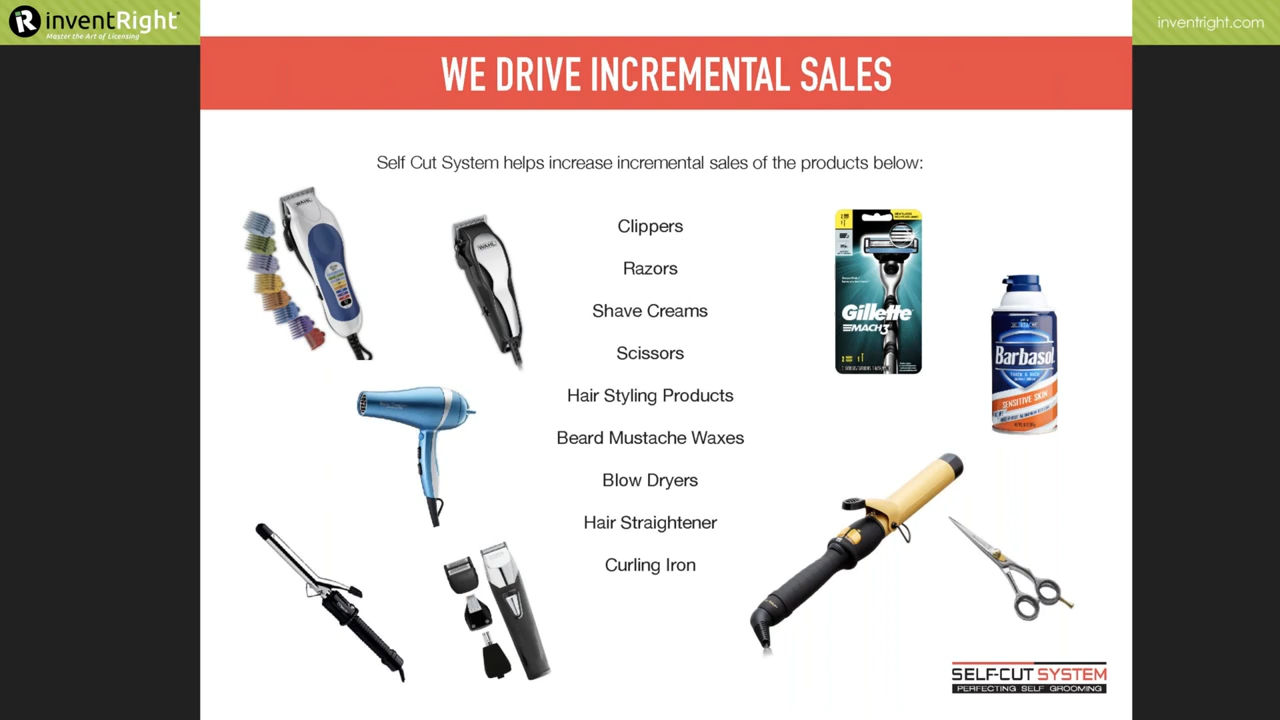 inventRight
Master the Art of Licensing
inventright.com
WE DRIVE INCREMENTAL SALES
Self Cut System helps increase incremental sales of the products below:
Clippers
Razors
Shave Creams
Scissors
Hair Styling Products
Beard Mustache Waxes
Blow Dryers
Hair Straightener
Curling Iron
WAHL
WAHL
Gillette
MACH3
Barbasol
SENSITIVE SKIN
SELF-CUT SYSTEM
PERFECTING SELF GROOMING